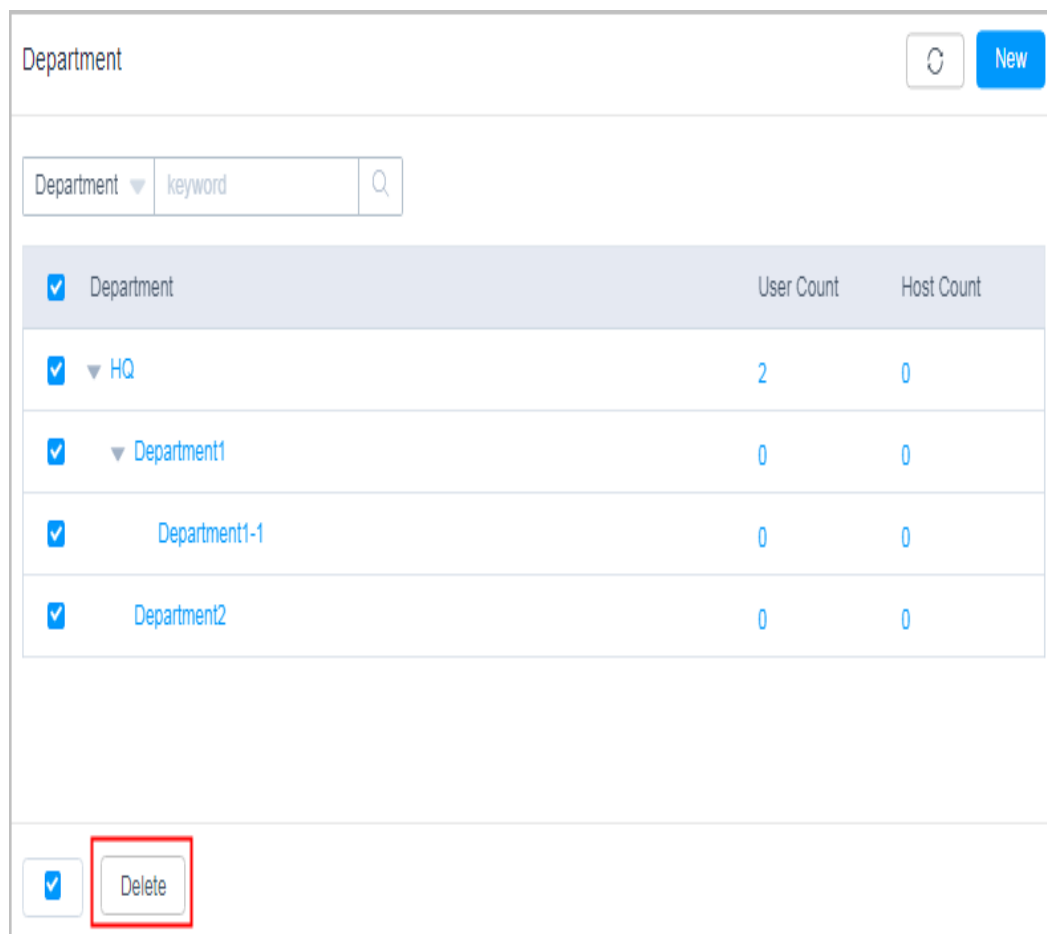 Department New
Department keyword
Department User Count Host Count
HQ 2 0
Department1 0 0
Department1-1 0 0
Department2 0 0
Delete